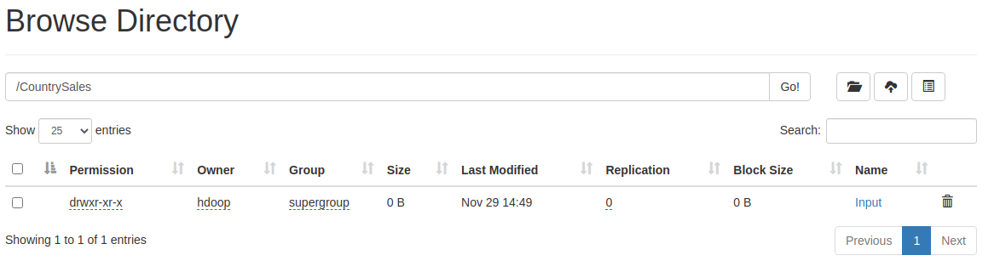 Browse Directory
/CountrySales Go!
Show 25 entries Search:
Permission Owner Group Size Last Modified Replication Block Size Name
drwxr-xr-x hdoop supergroup 0 B Nov 29 14:49 0 0 B Input
Showing 1 to 1 of 1 entries Previous 1 Next